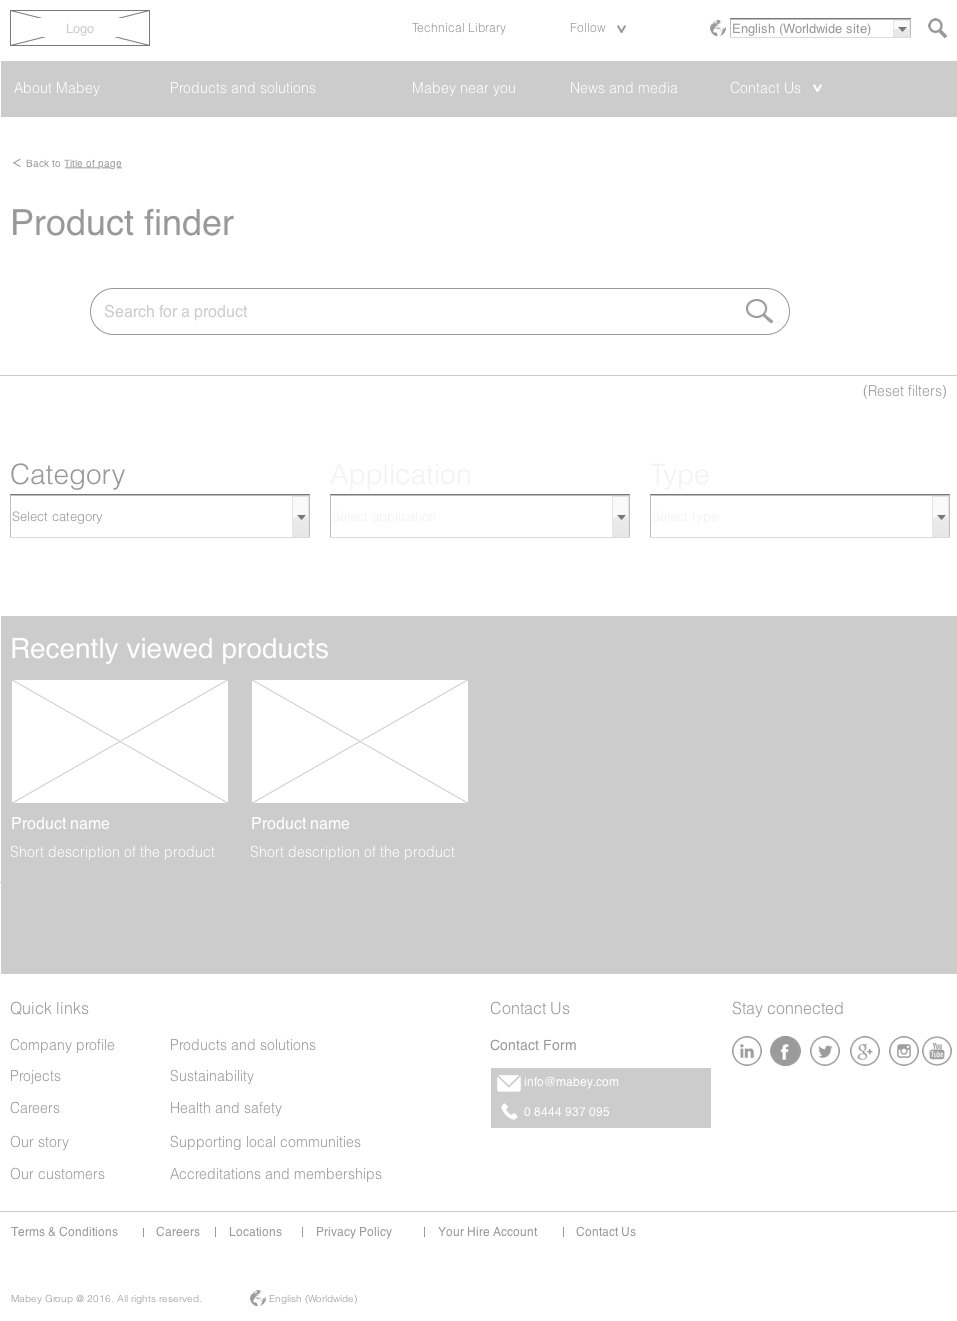 Logo
Technical Library
Follow
English (Worldwide site)
About Mabey
Products and solutions
Mabey near you
News and media
Contact Us
< Back to Title of page
Product finder
Search for a product
(Reset filters)
Category
Application
Type
Select category
Select application
Select type
Recently viewed products
Product name
Product name
Short description of the product
Short description of the product
Quick links
Contact Us
Stay connected
Company profile
Products and solutions
Contact Form
Projects
Sustainability
info@mabey.com
Careers
Health and safety
0 8444 937 095
Our story
Supporting local communities
Our customers
Accreditations and memberships
in
f
g+
You
Tube
Terms & Conditions | Careers | Locations | Privacy Policy | Your Hire Account | Contact Us
Mabey Group @ 2016. All rights reserved.
English (Worldwide)